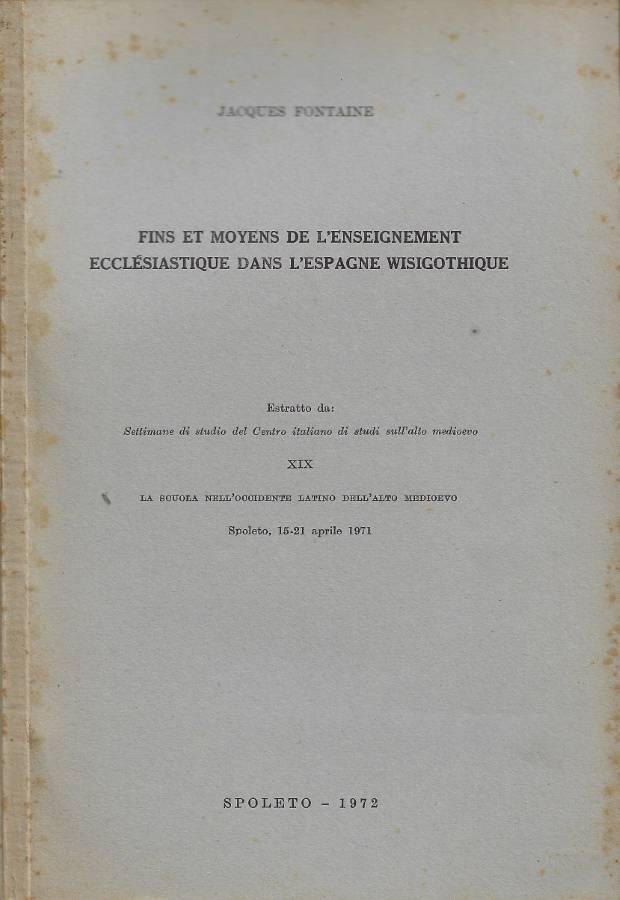 JACQUES FONTAINE
FINS ET MOYENS DE L'ENSEIGNEMENT
ECCLÉSIASTIQUE DANS L'ESPAGNE WISIGOTHIQUE
Estratto da:
Settimane di studio del Centro italiano di studi sull'alto medioevo
XIX
LA SCUOLA NELL'OCCIDENTE LATINO DELL'ALTO MEDIOEVO
Spoleto, 15-21 aprile 1971
SPOLETO - 1972